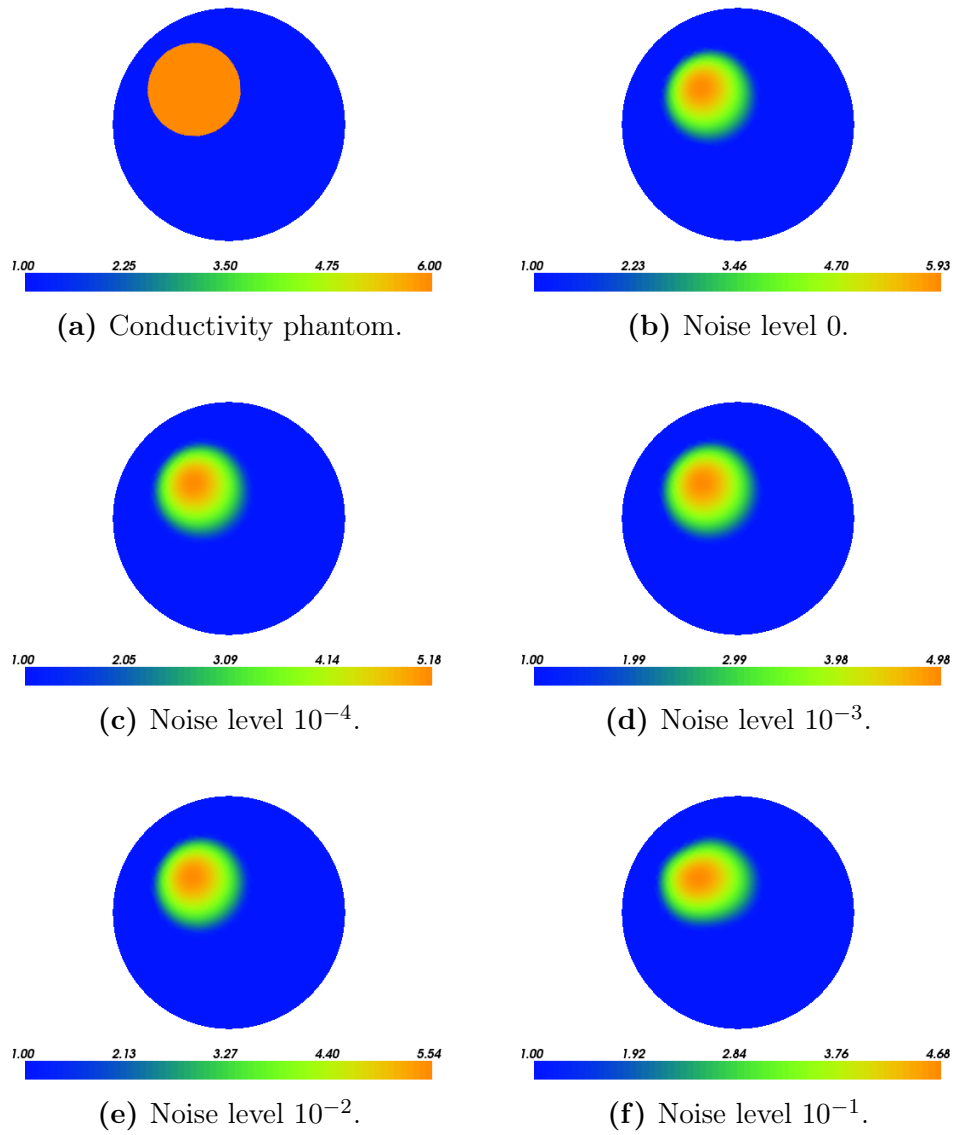 1.00 2.25 3.50 4.75 6.00
(a) Conductivity phantom.
1.00 2.23 3.46 4.70 5.93
(b) Noise level 0.
1.00 2.05 3.09 4.14 5.18
(c) Noise level 10⁻⁴.
1.00 1.99 2.99 3.98 4.98
(d) Noise level 10⁻³.
1.00 2.13 3.27 4.40 5.54
(e) Noise level 10⁻².
1.00 1.92 2.84 3.76 4.68
(f) Noise level 10⁻¹.